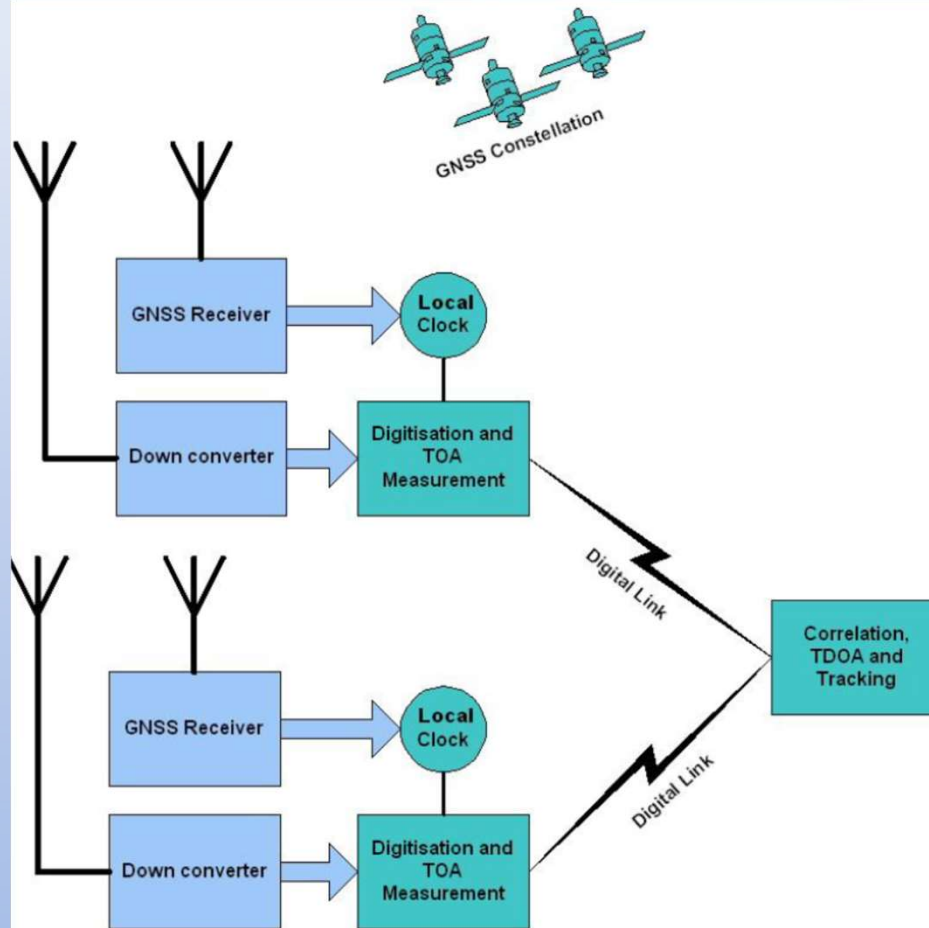 GNSS Constellation
GNSS Receiver
Local
Clock
Down converter
Digitisation and
TOA
Measurement
Digital Link
Correlation,
TDOA and
Tracking
GNSS Receiver
Local
Clock
Digital Link
Down converter
Digitisation and
TOA
Measurement